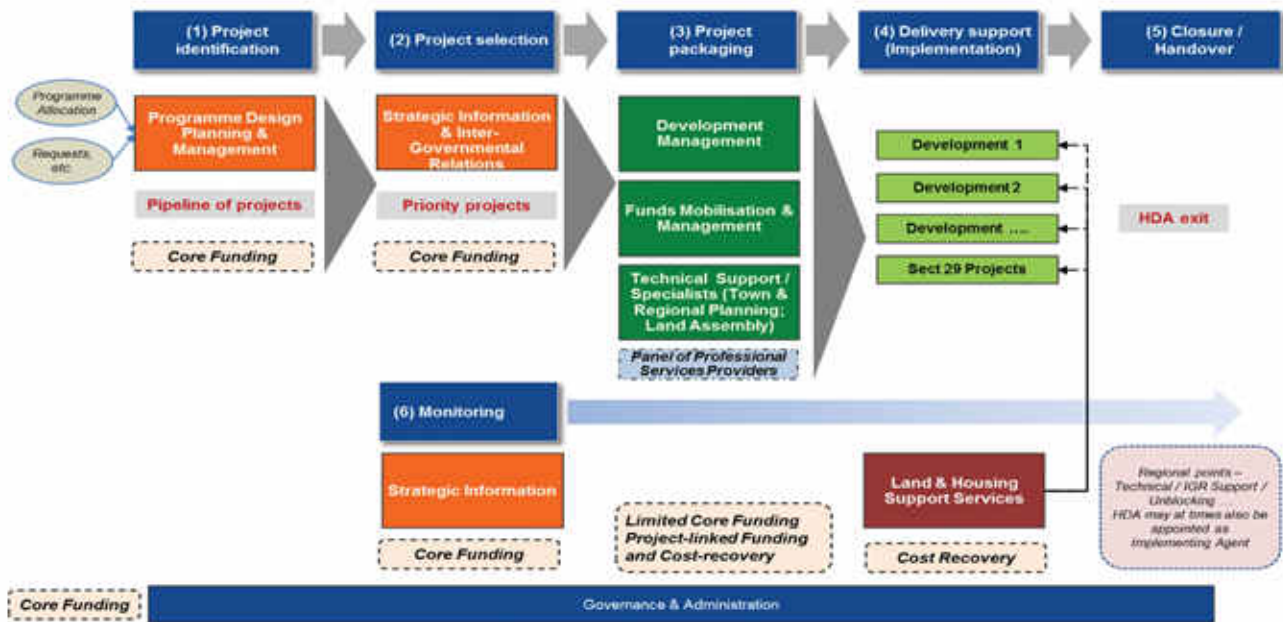 (1) Project
identification
(2) Project selection
(3) Project
packaging
(4) Delivery support
(Implementation)
(5) Closure /
Handover
Programme
Allocation
Requests,
etc
Programme Design
Planning &
Management
Pipeline of projects
Core Funding
Strategic Information
& Inter-
Governmental
Relations
Priority projects
Core Funding
Development
Management
Funds Mobilisation &
Management
Technical Support /
Specialists (Town &
Regional Planning;
Land Assembly)
Panel of Professional
Services Providers
Development 1
Development 2
Development ....
Sect 29 Projects
HDA exit
(6) Monitoring
Strategic Information
Core Funding
Limited Core Funding
Project-linked Funding
and Cost-recovery
Land & Housing
Support Services
Cost Recovery
Regional points –
Technical / IGR Support /
Unblocking
HDA may at times also be
appointed as
Implementing Agent
Core Funding
Governance & Administration